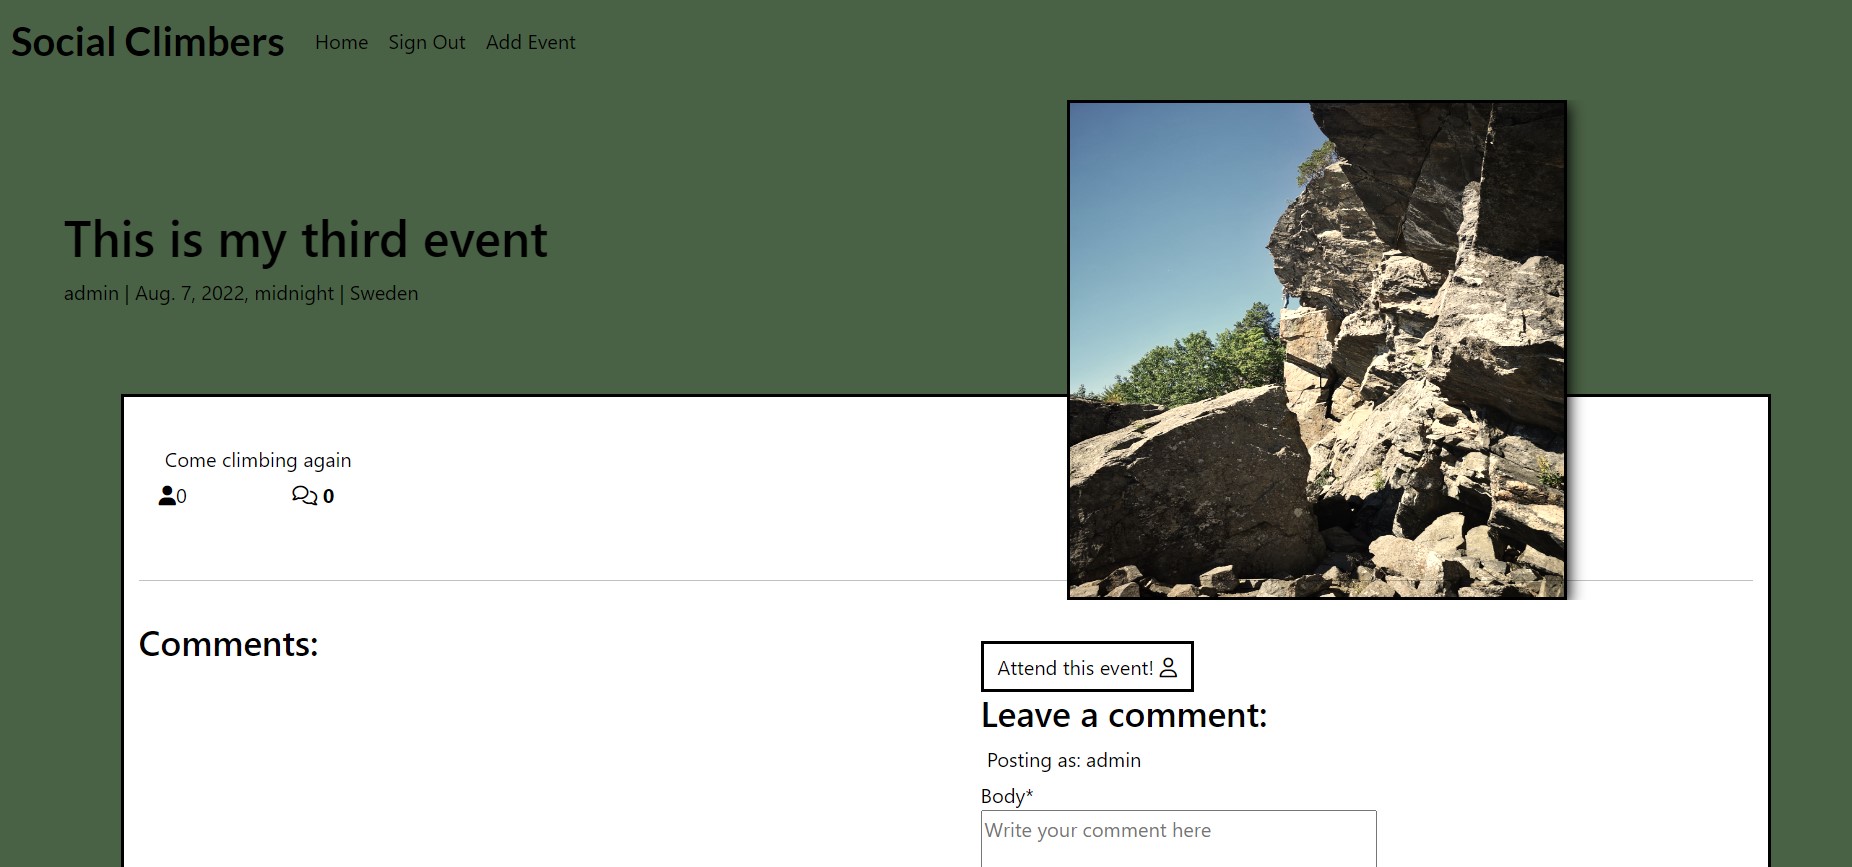 Social Climbers Home Sign Out Add Event
This is my third event
admin | Aug. 7, 2022, midnight | Sweden
Come climbing again
0 0
Comments:
Attend this event!
Leave a comment:
Posting as: admin
Body*
Write your comment here